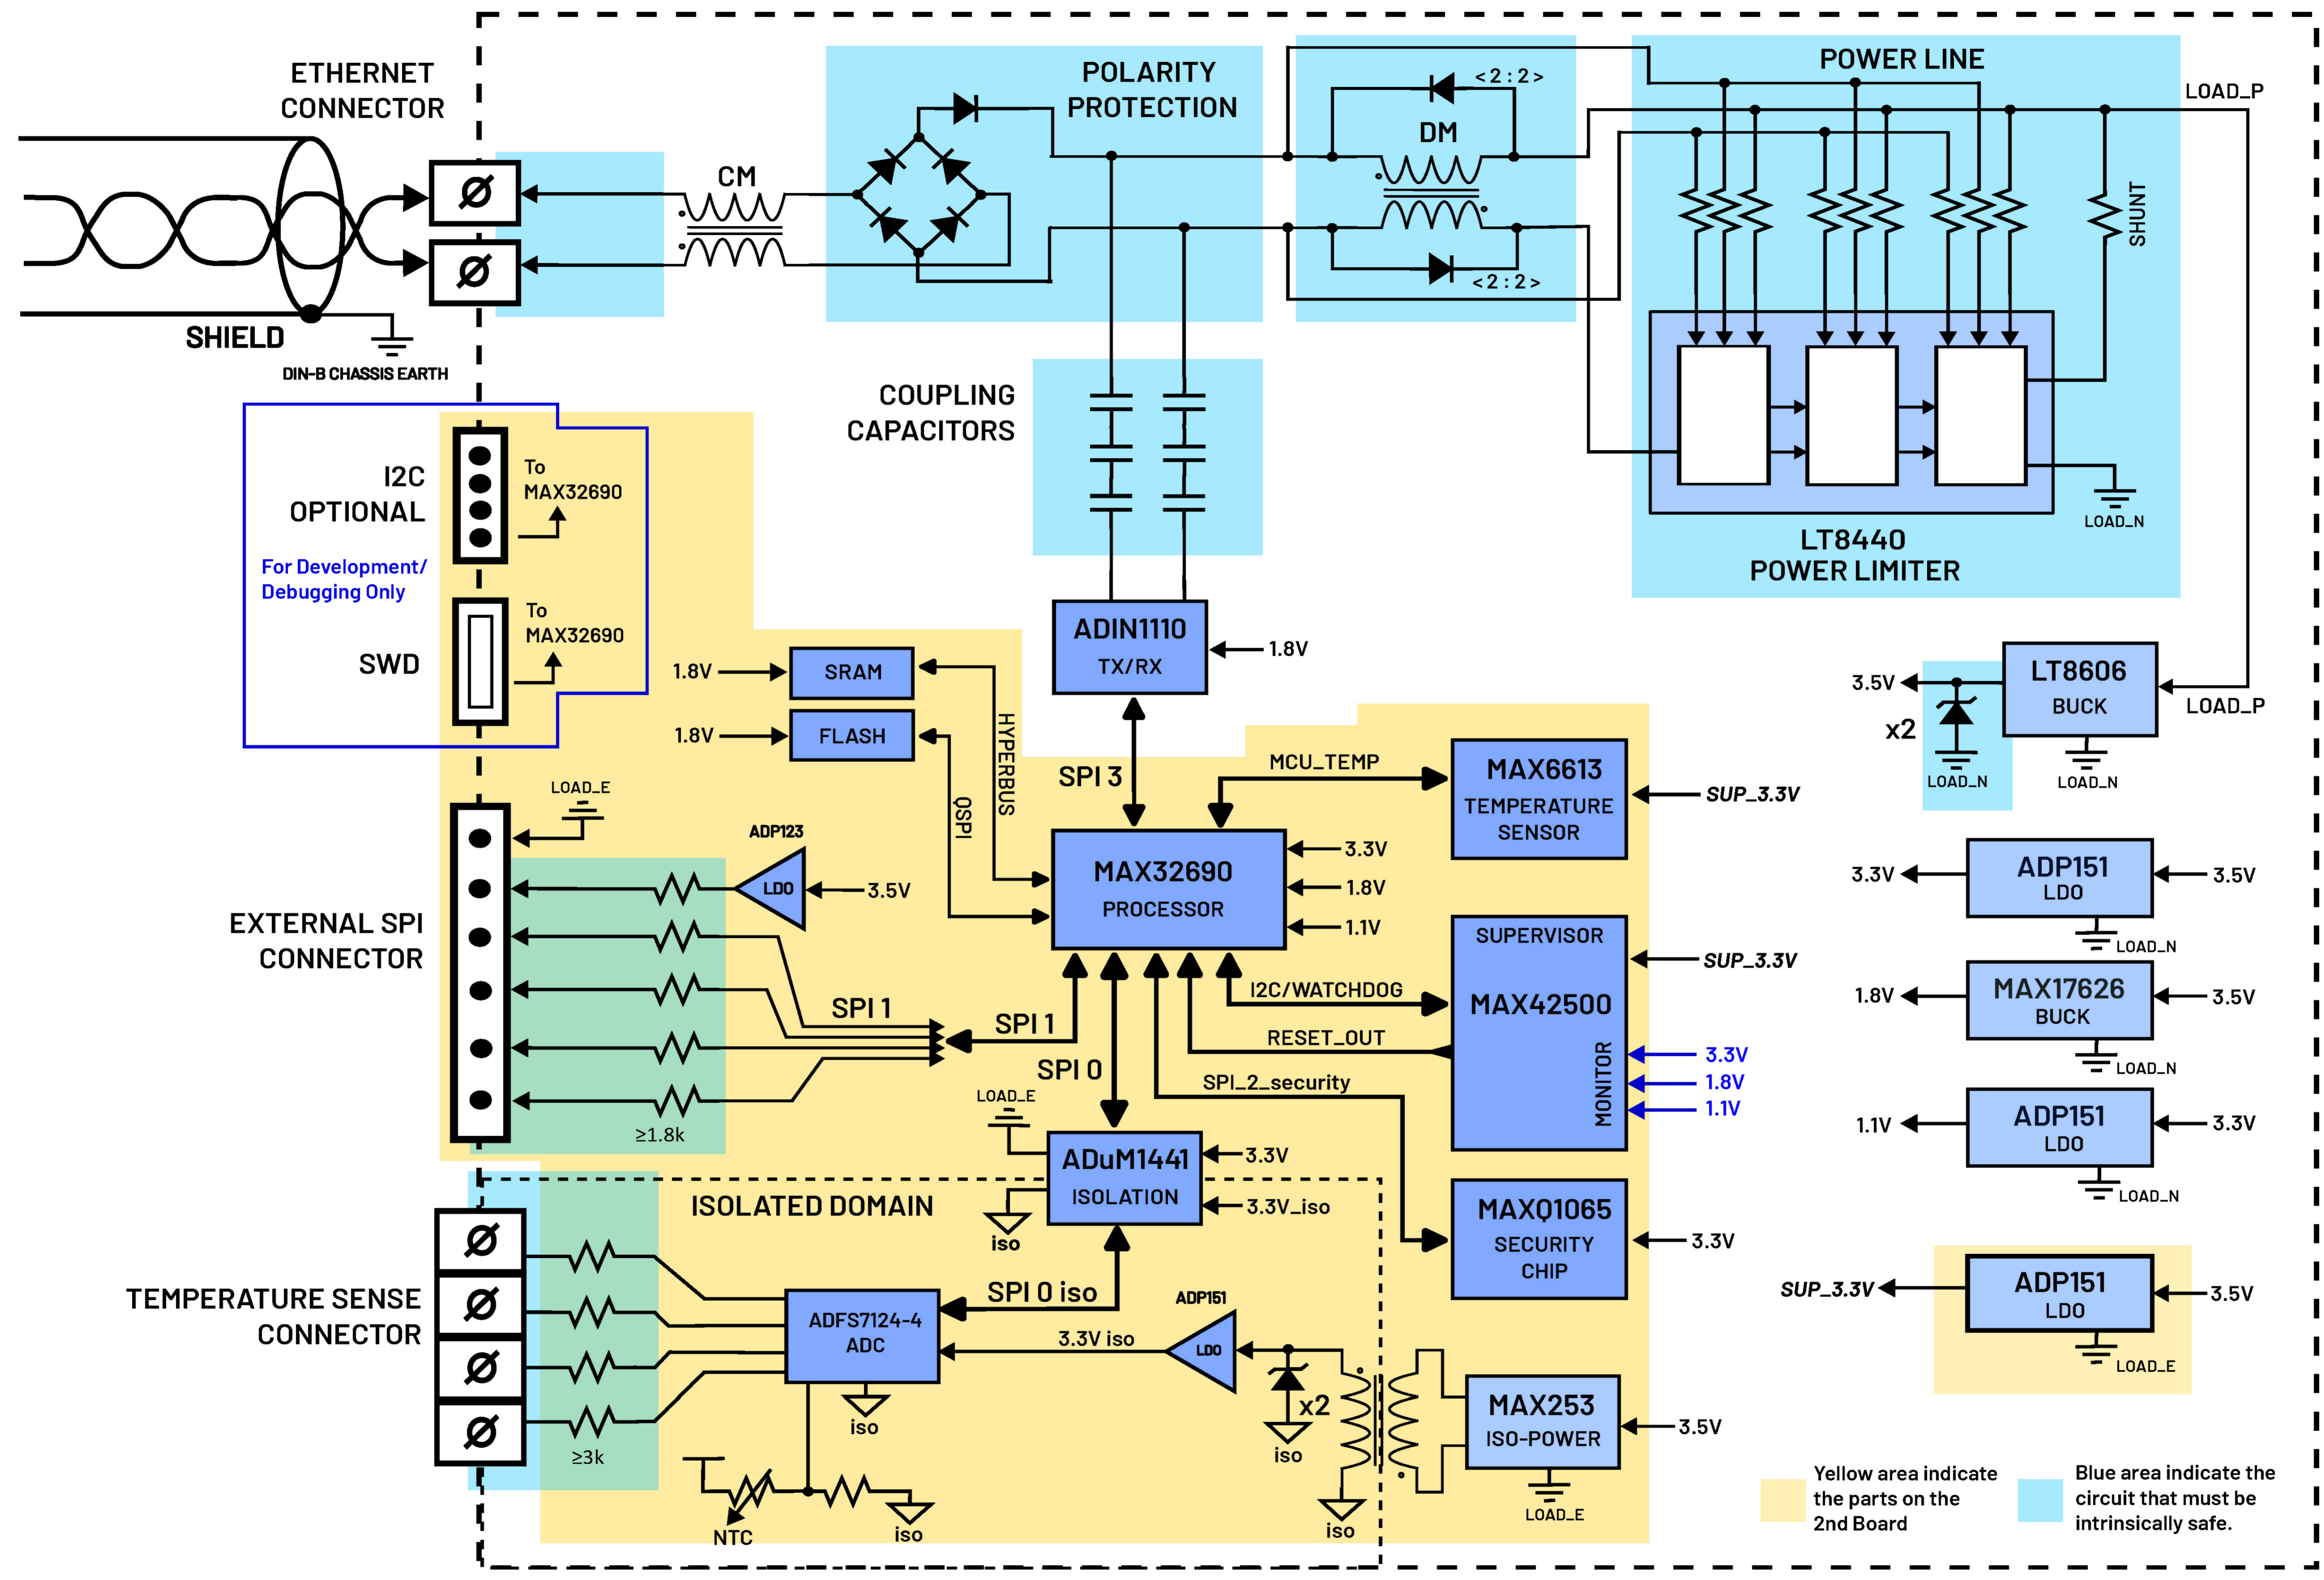 ETHERNET
CONNECTOR
SHIELD
DIN-B CHASSIS EARTH
CM
POLARITY
PROTECTION
<2:2>
DM
<2:2>
POWER LINE
LOAD_P
SHUNT
LOAD_N
LT8440
POWER LIMITER
COUPLING
CAPACITORS
I2C
OPTIONAL
To
MAX32690
For Development/
Debugging Only
SWD
To
MAX32690
1.8V
SRAM
1.8V
FLASH
HYPERBUS
QSPI
ADIN1110
TX/RX
1.8V
SPI 3
3.5V
x2
LOAD_N
LT8606
BUCK
LOAD_N
LOAD_P
MCU_TEMP
MAX6613
TEMPERATURE
SENSOR
SUP_3.3V
LOAD_E
ADP123
LDO
3.5V
EXTERNAL SPI
CONNECTOR
≥1.8k
SPI 1
SPI 1
MAX32690
PROCESSOR
3.3V
1.8V
1.1V
3.3V
ADP151
LDO
3.5V
LOAD_N
1.8V
MAX17626
BUCK
3.5V
LOAD_N
1.1V
ADP151
LDO
3.3V
LOAD_N
SUPERVISOR
MAX42500
MONITOR
SUP_3.3V
3.3V
1.8V
1.1V
I2C/WATCHDOG
RESET_OUT
SPI_2_security
SPI 0
LOAD_E
ADuM1441
ISOLATION
3.3V
3.3V_iso
iso
ISOLATED DOMAIN
MAXQ1065
SECURITY
CHIP
3.3V
SUP_3.3V
ADP151
LDO
3.5V
LOAD_E
TEMPERATURE SENSE
CONNECTOR
≥3k
ADFS7124-4
ADC
iso
SPI 0 iso
3.3V iso
ADP151
LDO
x2
iso
iso
MAX253
ISO-POWER
3.5V
LOAD_E
NTC
iso
Yellow area indicate
the parts on the
2nd Board
Blue area indicate the
circuit that must be
intrinsically safe.